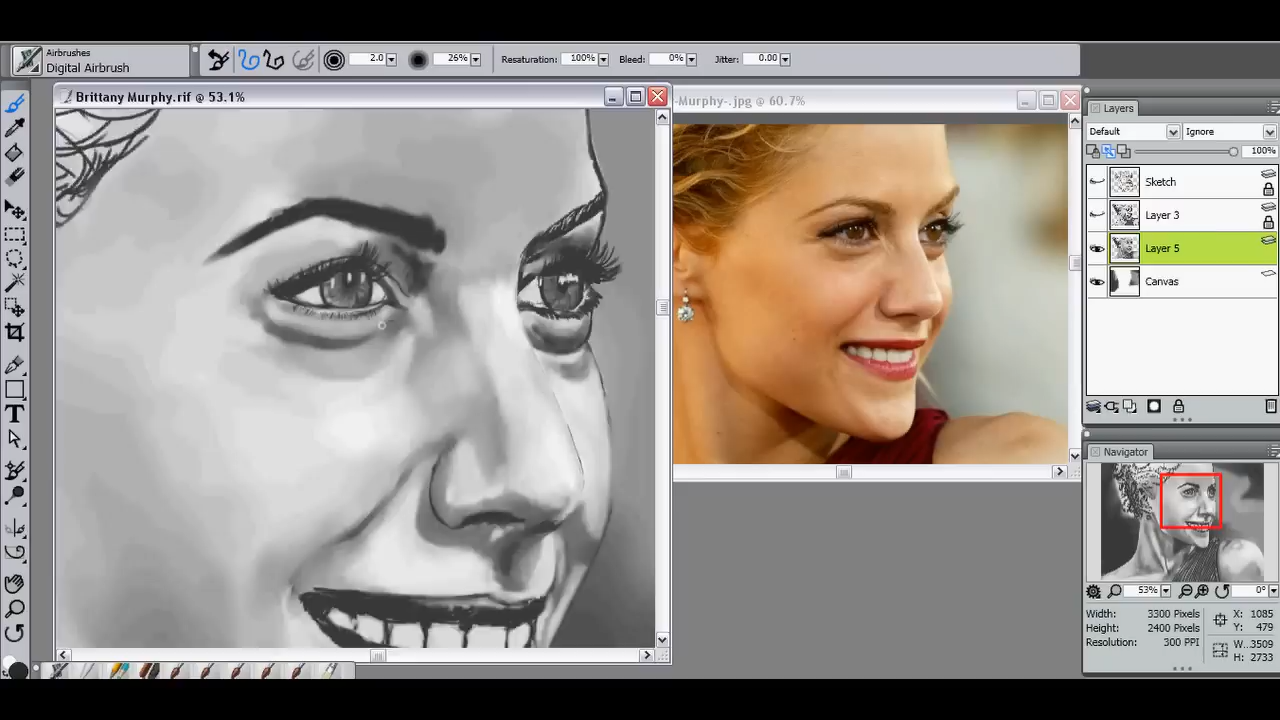 Airbrushes
Digital Airbrush
2.0
26%
Resaturation: 100%
Bleed: 0%
Jitter: 0.00
Brittany Murphy.rif @ 53.1%
-Murphy-.jpg @ 60.7%
Layers
Default
Ignore
100%
Sketch
Layer 3
Layer 5
Canvas
Navigator
53%
0°
Width: 3300 Pixels
Height: 2400 Pixels
Resolution: 300 PPI
X: 1085
Y: 479
W...3509
H: 2733
T